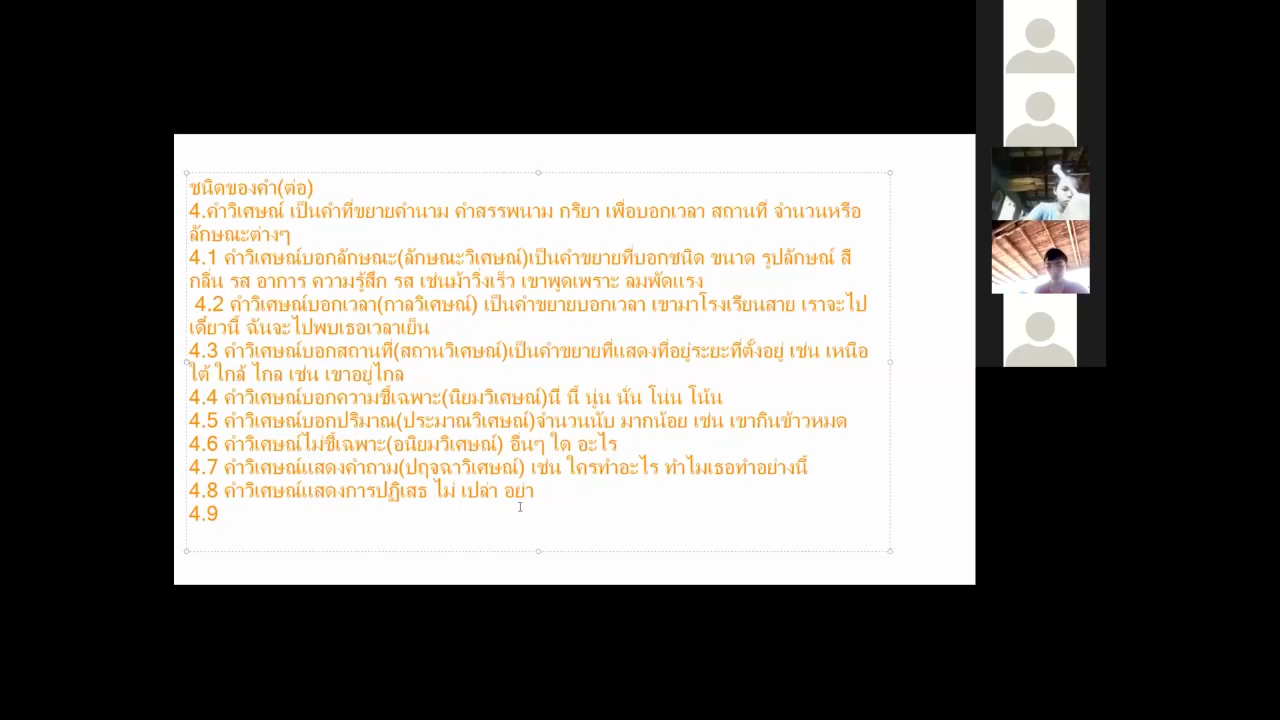 ชนิดของคำ(ต่อ)
4.คำวิเศษณ์ เป็นคำที่ขยายคำนาม คำสรรพนาม กริยา เพื่อบอกเวลา สถานที่ จำนวนหรือ
ลักษณะต่างๆ
4.1 คำวิเศษณ์บอกลักษณะ(ลักษณะวิเศษณ์)เป็นคำขยายที่บอกชนิด ขนาด รูปลักษณ์ สี
กลิ่น รส อาการ ความรู้สึก รส เช่นม้าวิ่งเร็ว เขาพูดเพราะ ลมพัดแรง
4.2 คำวิเศษณ์บอกเวลา(กาลวิเศษณ์) เป็นคำขยายบอกเวลา เขามาโรงเรียนสาย เราจะไป
เดี๋ยวนี้ ฉันจะไปพบเธอเวลาเย็น
4.3 คำวิเศษณ์บอกสถานที่(สถานวิเศษณ์)เป็นคำขยายที่แสดงที่อยู่ระยะที่ตั้งอยู่ เช่น เหนือ
ใต้ ใกล้ ไกล เช่น เขาอยู่ไกล
4.4 คำวิเศษณ์บอกความชี้เฉพาะ(นิยมวิเศษณ์)นี่ นี้ นู่น นั่น โน่น โน้น
4.5 คำวิเศษณ์บอกปริมาณ(ประมาณวิเศษณ์)จำนวนนับ มากน้อย เช่น เขากินข้าวหมด
4.6 คำวิเศษณ์ไม่ชี้เฉพาะ(อนิยมวิเศษณ์) อื่นๆ ใด อะไร
4.7 คำวิเศษณ์แสดงคำถาม(ปฤจฉาวิเศษณ์) เช่น ใครทำอะไร ทำไมเธอทำอย่างนี้
4.8 คำวิเศษณ์แสดงการปฏิเสธ ไม่ เปล่า อย่า
4.9